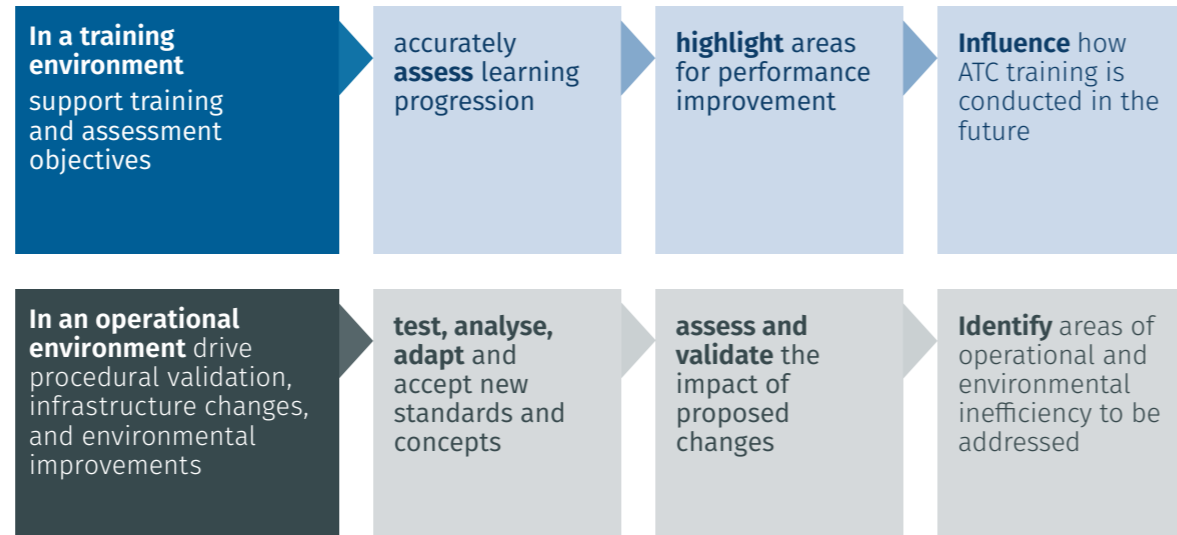 In a training
environment
support training
and assessment
objectives
accurately
assess learning
progression
highlight areas
for performance
improvement
Influence how
ATC training is
conducted in the
future
In an operational
environment drive
procedural validation,
infrastructure changes,
and environmental
improvements
test, analyse,
adapt and
accept new
standards and
concepts
assess and
validate the
impact of
proposed
changes
Identify areas of
operational and
environmental
inefficiency to be
addressed